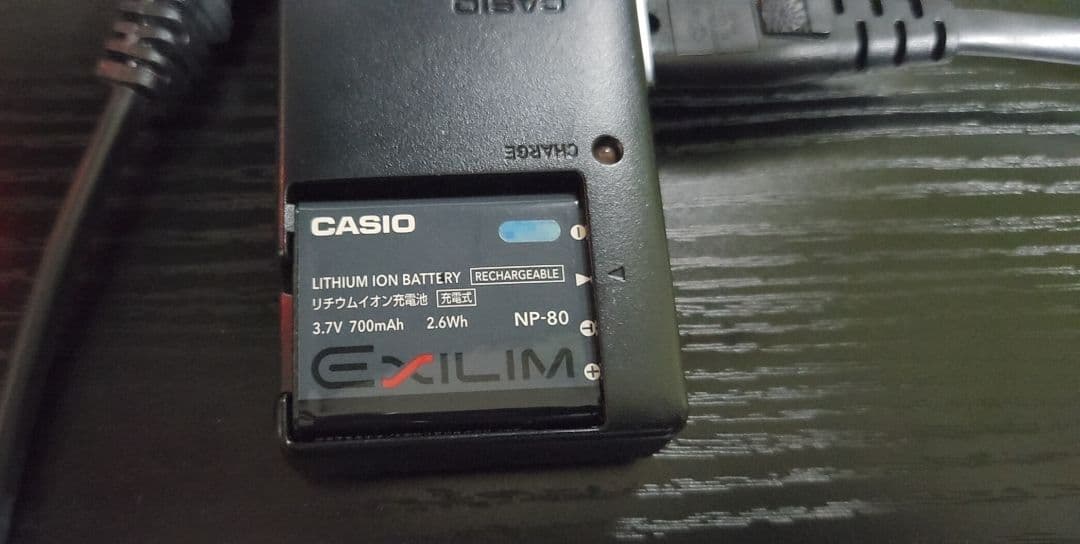 CASIO
CHARGE
CASIO
LITHIUM ION BATTERY RECHARGEABLE
リチウムイオン充電池 充電式
3.7V 700mAh 2.6Wh NP-80
EXILIM